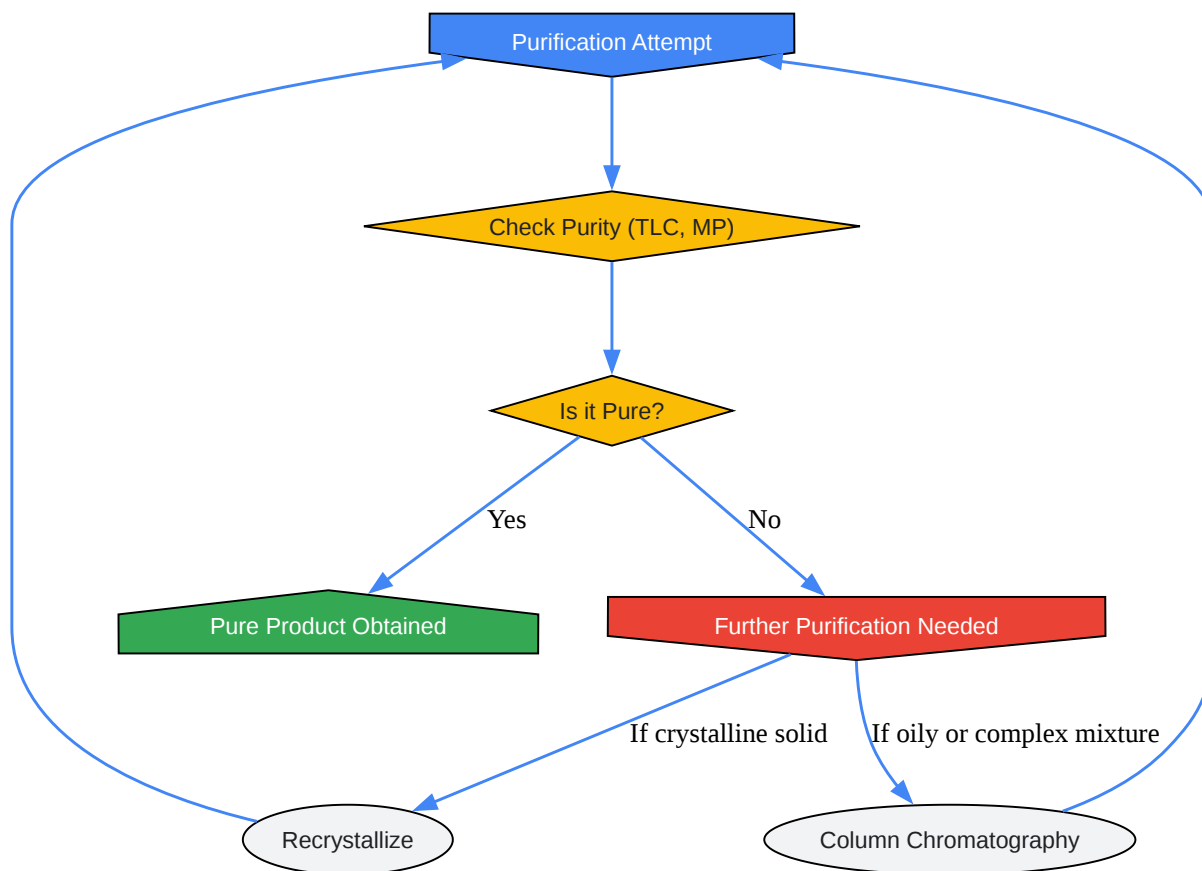 Purification Attempt
Check Purity (TLC, MP)
Is it Pure?
Yes
No
Pure Product Obtained
Further Purification Needed
If crystalline solid
If oily or complex mixture
Recrystallize
Column Chromatography